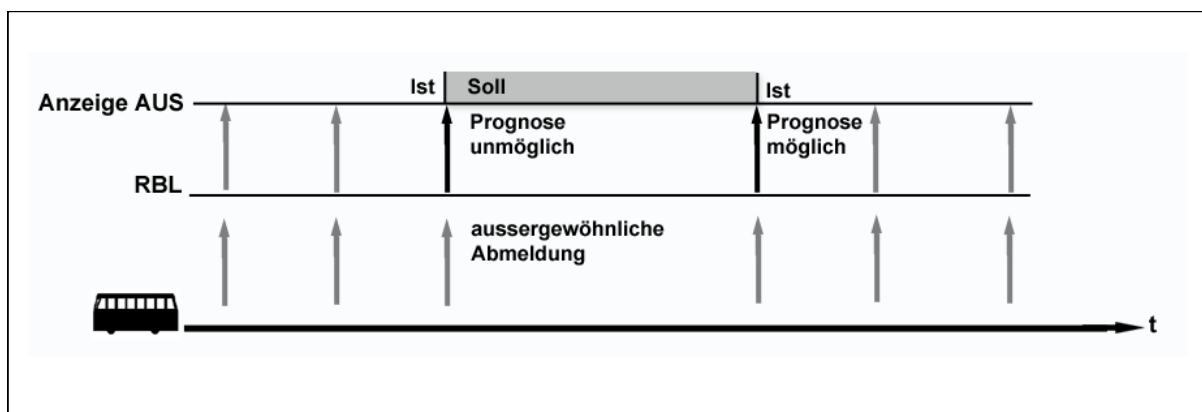 Ist Soll Ist
Anzeige AUS
Prognose Prognose
unmöglich möglich
RBL
aussergewöhnliche
Abmeldung
t